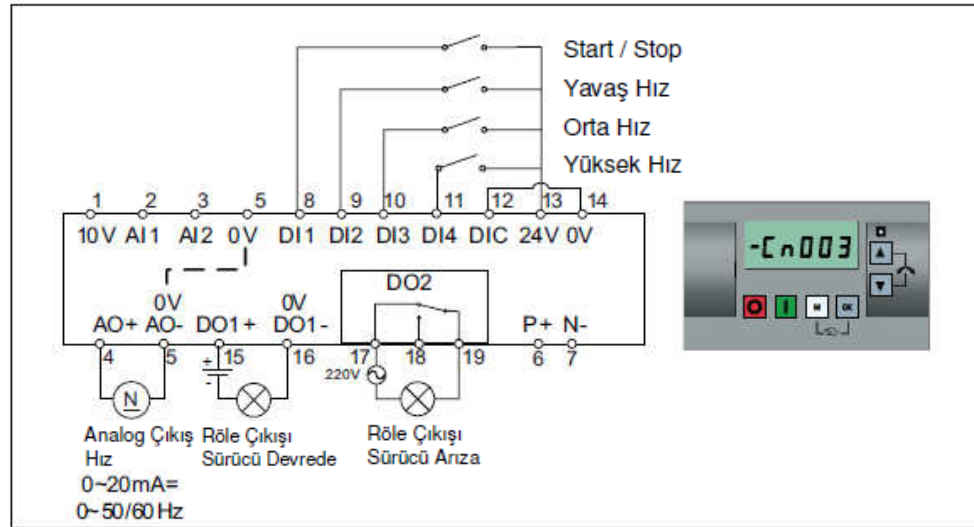 Start / Stop
Yavaş Hız
Orta Hız
Yüksek Hız
1 2 3 5 8 9 10 11 12 13 14
10V AI1 AI2 0V DI1 DI2 DI3 DI4 DIC 24V 0V
-Cn003
DO2
0V 0V
AO+ AO- DO1+ DO1- P+ N-
4 5 15 16 17 18 19 6 7
+
-
220V
N
M OK
Analog Çıkış
Hız
0~20mA=
0~50/60 Hz
Röle Çıkışı
Sürücü Devrede
Röle Çıkışı
Sürücü Arıza